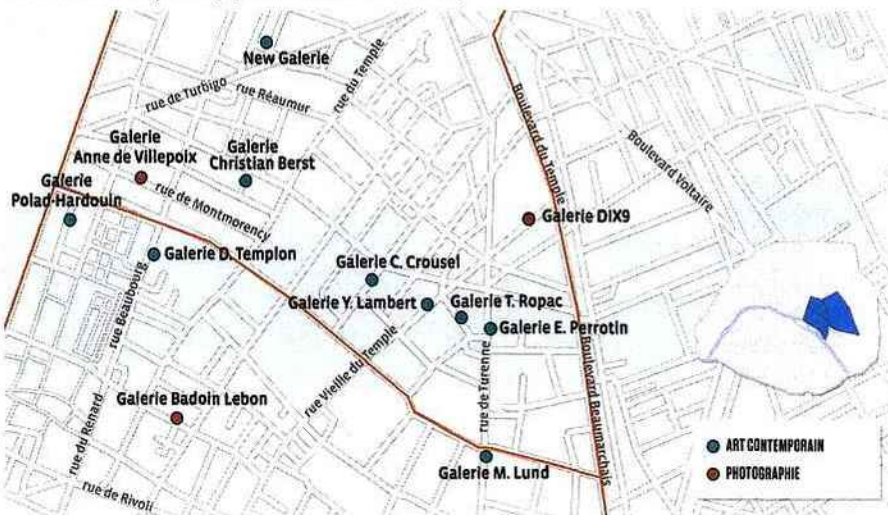 New Galerie
rue du Temple
rue de Turbigo
rue Réaumur
Boulevard du Temple
Boulevard Voltaire
Galerie
Anne de Villepoix
Galerie
Christian Berst
Galerie
Polad-Hardouin
rue de Montmorency
Galerie DIX9
Galerie D. Templon
Galerie C. Crousel
Galerie Y. Lambert
Galerie T. Ropac
Galerie E. Perrotin
rue Beaubourg
rue Vieille du Temple
rue de Turenne
Boulevard Beaumarchais
Galerie Badoin Lebon
rue du Renard
Galerie M. Lund
rue de Rivoli
ART CONTEMPORAIN
PHOTOGRAPHIE